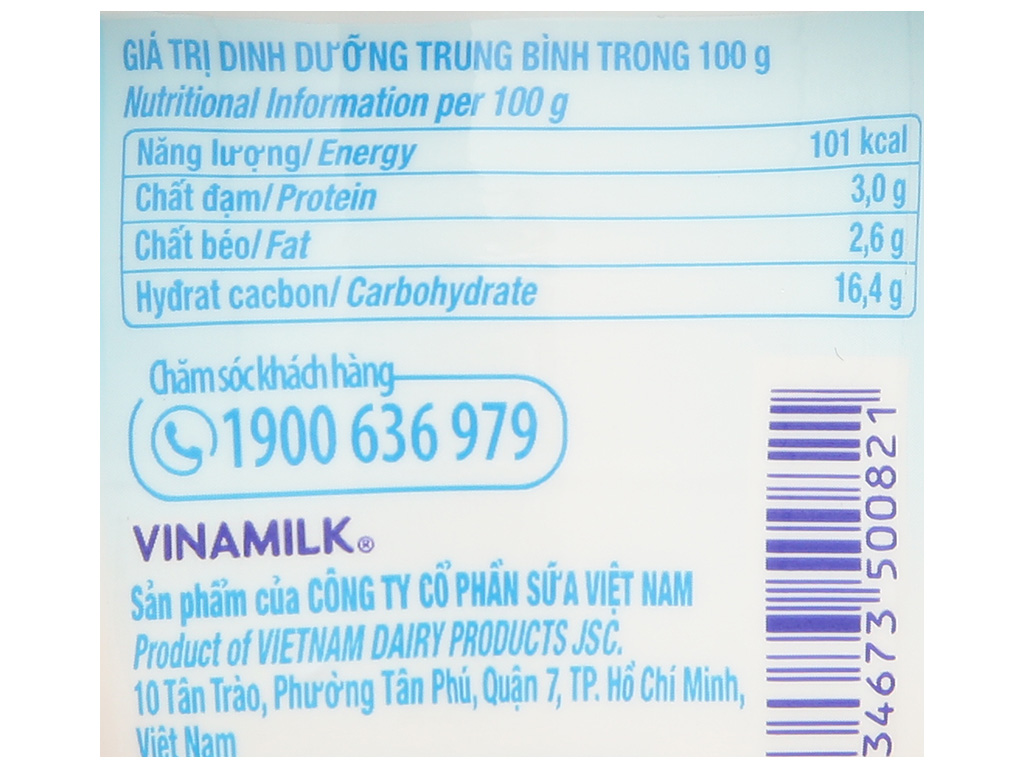 GIÁ TRỊ DINH DƯỠNG TRUNG BÌNH TRONG 100 g
Nutritional Information per 100 g
Năng lượng/ Energy 101 kcal
Chất đạm/ Protein 3,0 g
Chất béo/ Fat 2,6 g
Hyđrat cacbon/ Carbohydrate 16,4 g
Chăm sóc khách hàng
1900 636 979
VINAMILK®
Sản phẩm của CÔNG TY CỔ PHẦN SỮA VIỆT NAM
Product of VIETNAM DAIRY PRODUCTS JSC.
10 Tân Trào, Phường Tân Phú, Quận 7, TP. Hồ Chí Minh,
Việt Nam
34673 500821